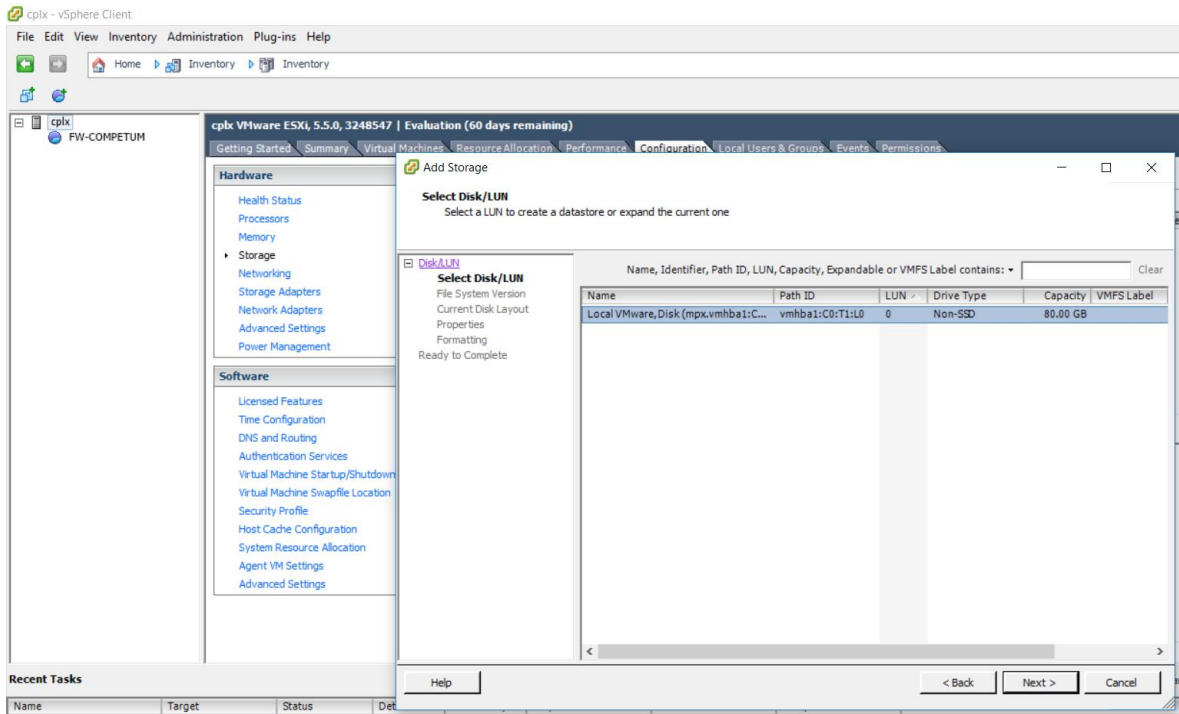 cplx - vSphere Client
File Edit View Inventory Administration Plug-ins Help
Home Inventory Inventory
cplx
FW-COMPETUM
cplx VMware ESXi, 5.5.0, 3248547 | Evaluation (60 days remaining)
Getting Started Summary Virtual Machines Resource Allocation Performance Configuration Local Users & Groups Events Permissions
Hardware
Health Status
Processors
Memory
Storage
Networking
Storage Adapters
Network Adapters
Advanced Settings
Power Management
Software
Licensed Features
Time Configuration
DNS and Routing
Authentication Services
Virtual Machine Startup/Shutdown
Virtual Machine Swapfile Location
Security Profile
Host Cache Configuration
System Resource Allocation
Agent VM Settings
Advanced Settings
Add Storage
Select Disk/LUN
Select a LUN to create a datastore or expand the current one
Disk/LUN
Select Disk/LUN
File System Version
Current Disk Layout
Properties
Formatting
Ready to Complete
Name, Identifier, Path ID, LUN, Capacity, Expandable or VMFS Label contains: Clear
Name Path ID LUN Drive Type Capacity VMFS Label
Local VMware, Disk (mpx.vmhba1:C... vmhba1:C0:T1:L0 0 Non-SSD 80.00 GB
Help < Back Next > Cancel
Recent Tasks
Name Target Status